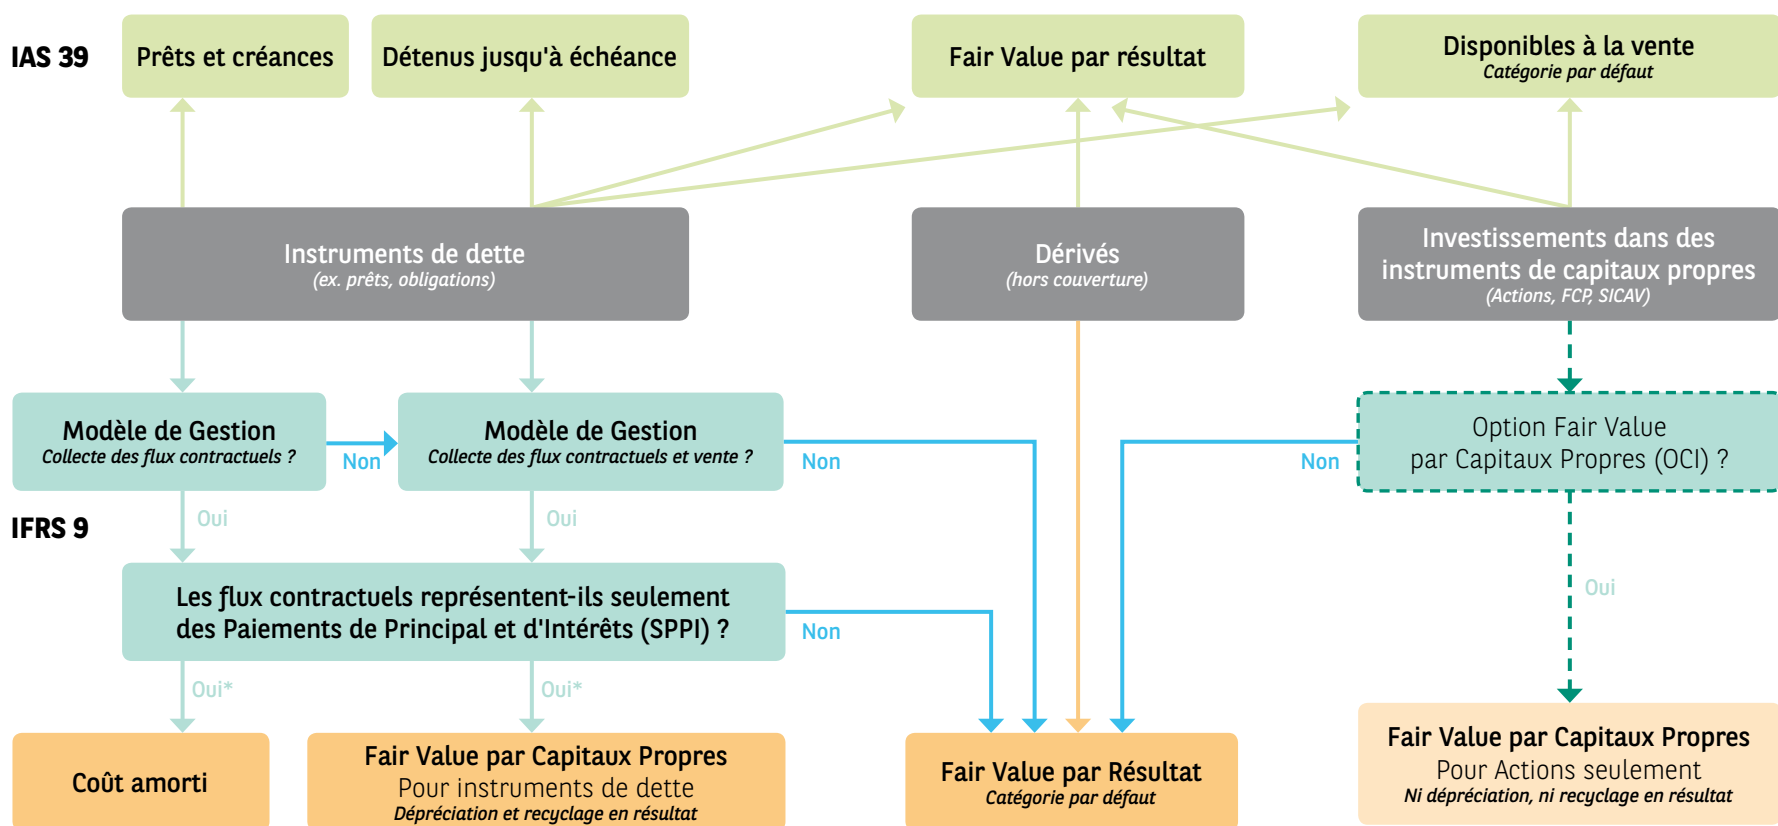 IAS 39
Prêts et créances
Détenus jusqu'à échéance
Fair Value par résultat
Disponibles à la vente
Catégorie par défaut
Instruments de dette
(ex. prêts, obligations)
Dérivés
(hors couverture)
Investissements dans des
instruments de capitaux propres
(Actions, FCP, SICAV)
Modèle de Gestion
Collecte des flux contractuels ?
Non
Modèle de Gestion
Collecte des flux contractuels et vente ?
Non
Non
Option Fair Value
par Capitaux Propres (OCI) ?
IFRS 9
Oui
Oui
Les flux contractuels représentent-ils seulement
des Paiements de Principal et d'Intérêts (SPPI) ?
Non
Oui
Oui*
Oui*
Coût amorti
Fair Value par Capitaux Propres
Pour instruments de dette
Dépréciation et recyclage en résultat
Fair Value par Résultat
Catégorie par défaut
Fair Value par Capitaux Propres
Pour Actions seulement
Ni dépréciation, ni recyclage en résultat